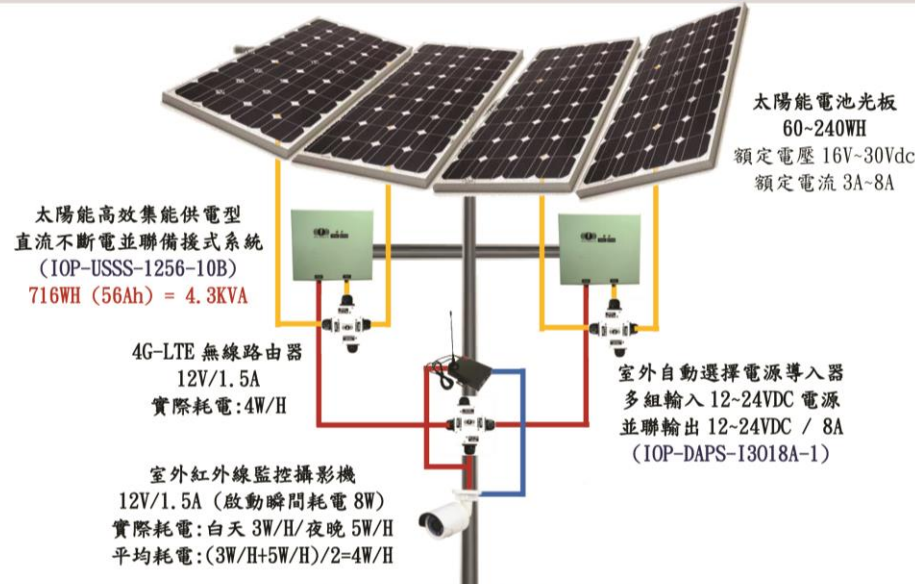 太陽能電池光板
60~240WH
額定電壓 16V~30Vdc
額定電流 3A~8A
太陽能高效集能供電型
直流不斷電並聯備援式系統
(IOP-USSS-1256-10B)
716WH (56Ah) = 4.3KVA
4G-LTE 無線路由器
12V/1.5A
實際耗電:4W/H
室外自動選擇電源導入器
多組輸入 12~24VDC 電源
並聯輸出 12~24VDC / 8A
(IOP-DAPS-I3018A-1)
室外紅外線監控攝影機
12V/1.5A (啟動瞬間耗電 8W)
實際耗電:白天 3W/H/夜晚 5W/H
平均耗電:(3W/H+5W/H)/2=4W/H